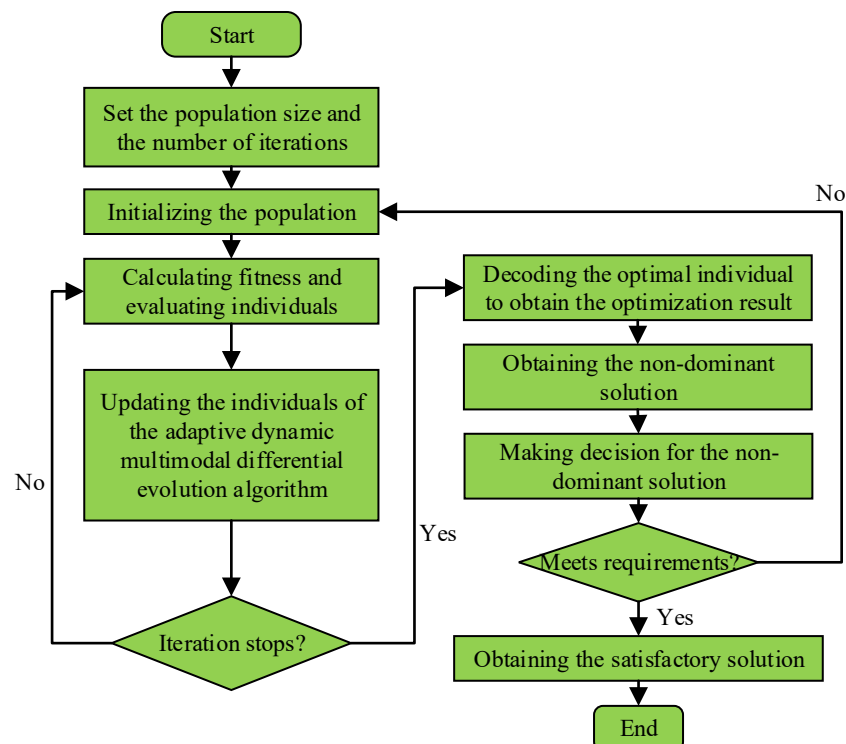 Start
Set the population size and
the number of iterations
Initializing the population
Calculating fitness and
evaluating individuals
Updating the individuals of
the adaptive dynamic
multimodal differential
evolution algorithm
No
Iteration stops?
Yes
Decoding the optimal individual
to obtain the optimization result
Obtaining the non-dominant
solution
Making decision for the non-
dominant solution
Meets requirements?
No
Yes
Obtaining the satisfactory solution
End